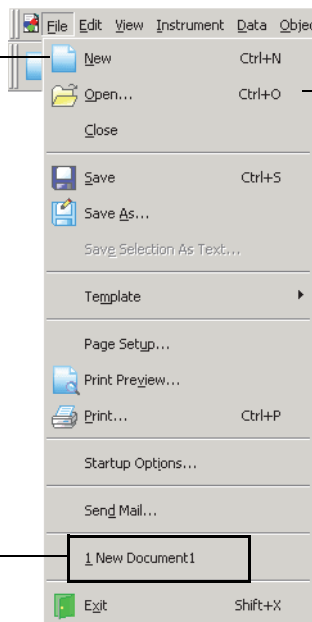 File Edit View Instrument Data Objec
New Ctrl+N
Open... Ctrl+O
Close
Save Ctrl+S
Save As...
Save Selection As Text...
Template
Page Setup...
Print Preview...
Print... Ctrl+P
Startup Options...
Send Mail...
1 New Document1
Exit Shift+X